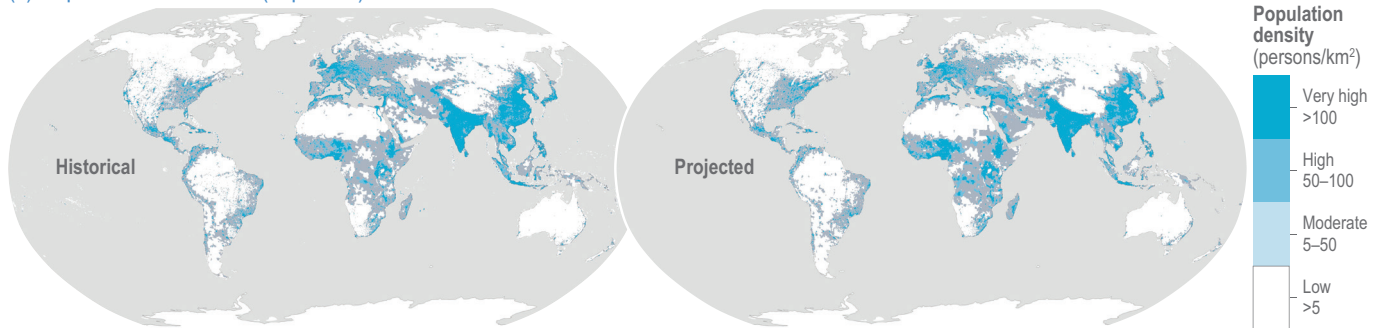 Historical
Projected
Population
density
(persons/km²)
Very high
>100
High
50–100
Moderate
5–50
Low
>5